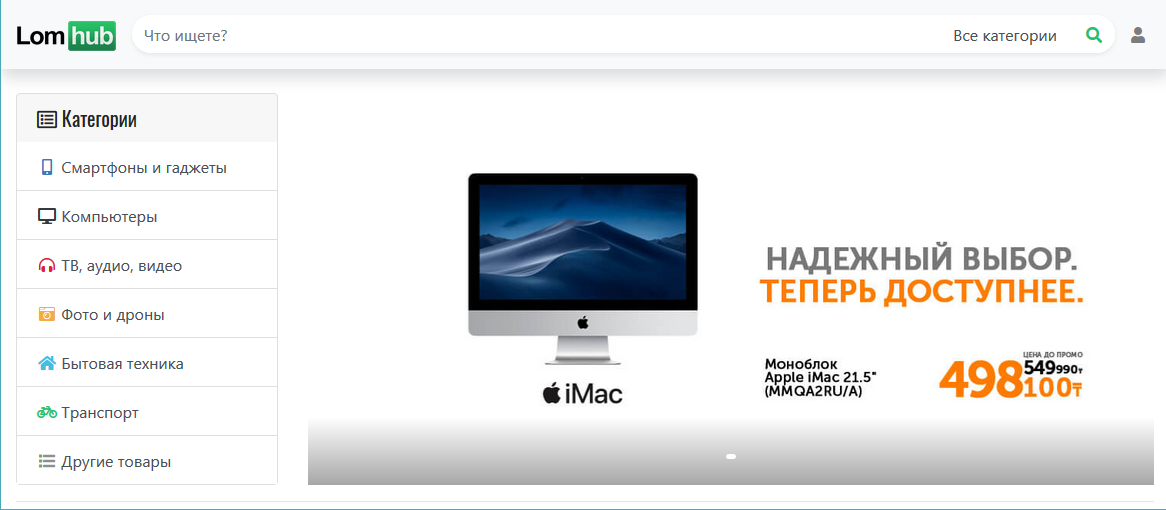 Lom hub
Что ищете?
Все категории
Категории
Смартфоны и гаджеты
Компьютеры
ТВ, аудио, видео
Фото и дроны
Бытовая техника
Транспорт
Другие товары
iMac
НАДЕЖНЫЙ ВЫБОР.
ТЕПЕРЬ ДОСТУПНЕЕ.
Моноблок
Apple iMac 21.5"
(MMQA2RU/A)
ЦЕНА ДО ПРОМО
549 990₸
498 100₸